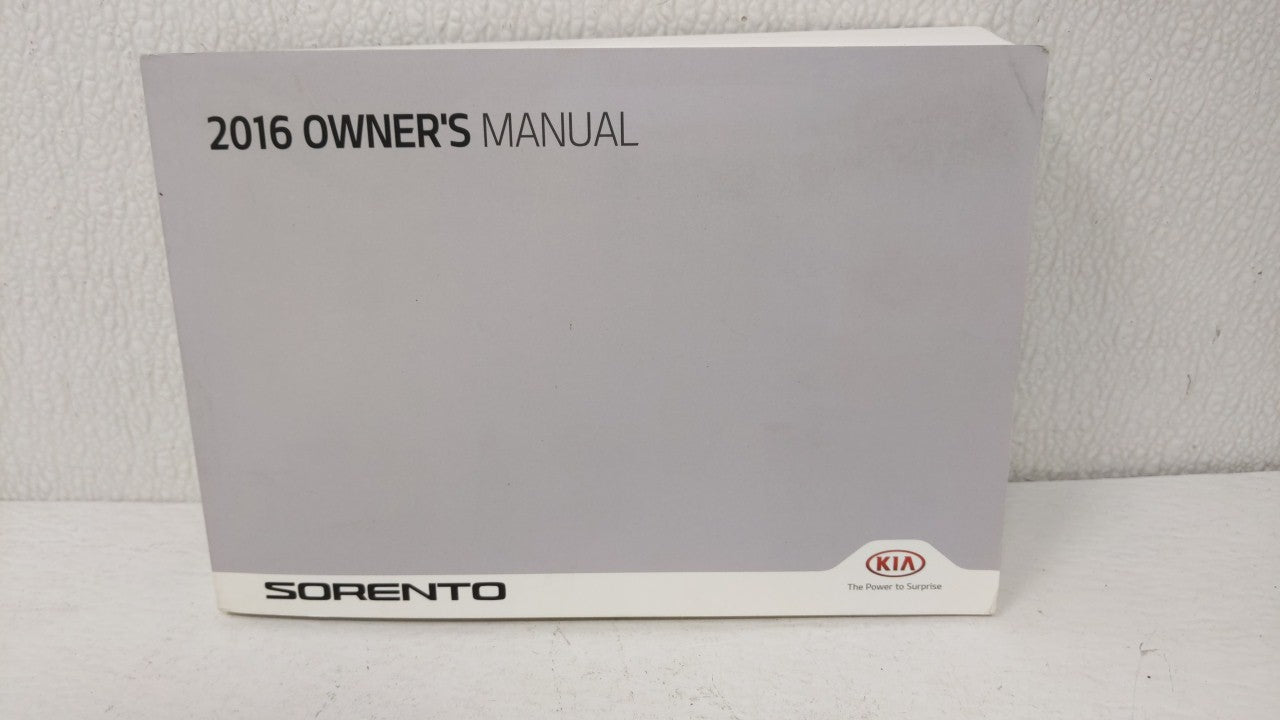 2016 OWNER'S MANUAL
SORENTO
KIA
The Power to Surprise